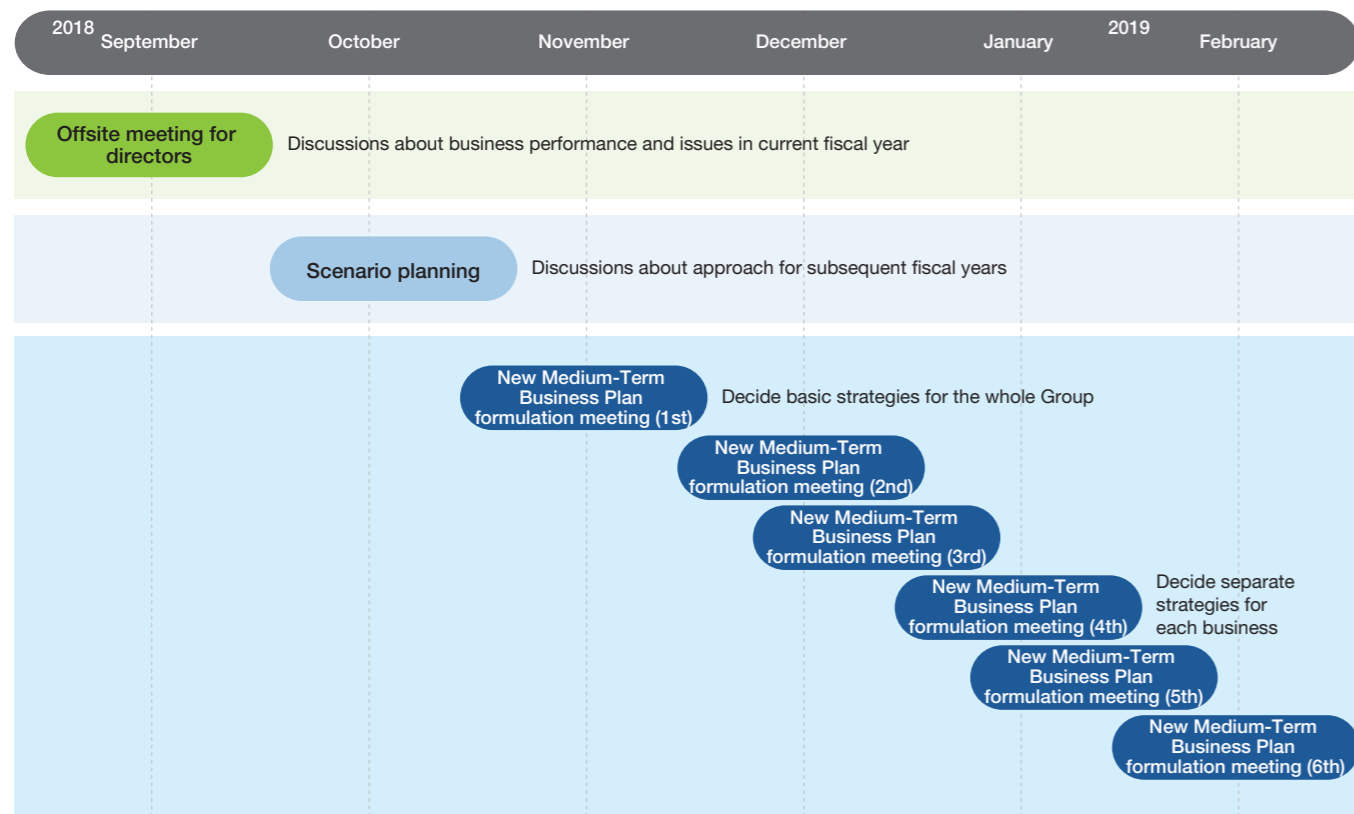 2018
September
October
November
December
January
2019
February
Offsite meeting for
directors
Discussions about business performance and issues in current fiscal year
Scenario planning
Discussions about approach for subsequent fiscal years
New Medium-Term
Business Plan
formulation meeting (1st)
Decide basic strategies for the whole Group
New Medium-Term
Business Plan
formulation meeting (2nd)
New Medium-Term
Business Plan
formulation meeting (3rd)
New Medium-Term
Business Plan
formulation meeting (4th)
Decide separate
strategies for
each business
New Medium-Term
Business Plan
formulation meeting (5th)
New Medium-Term
Business Plan
formulation meeting (6th)